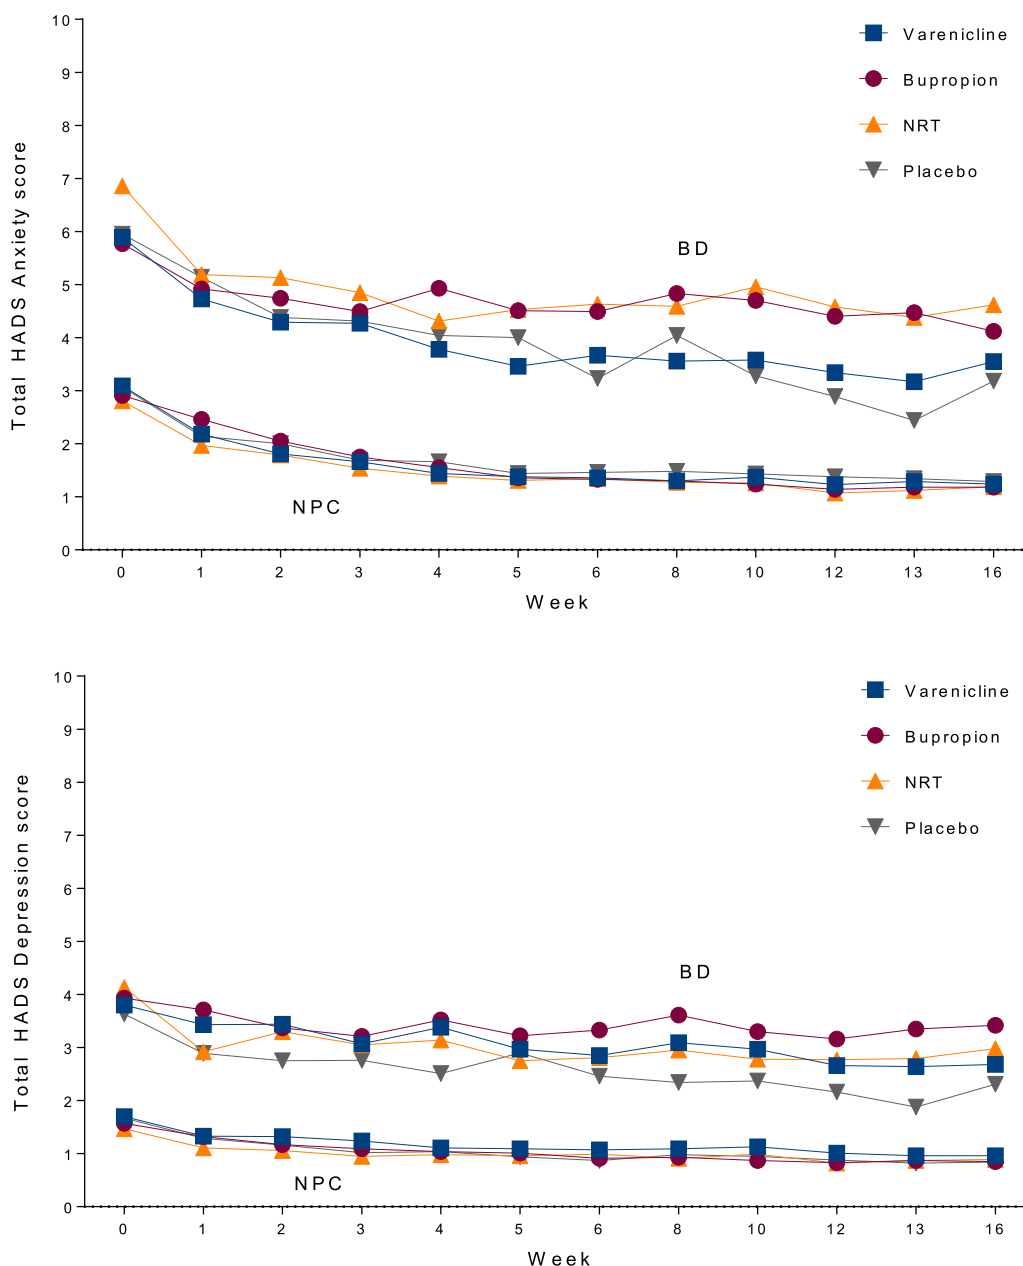 10
9
8
7
6
5
4
3
2
1
0
Total HADS Anxiety score
Varenicline
Bupropion
NRT
Placebo
BD
NPC
0 1 2 3 4 5 6 8 10 12 13 16
Week
10
9
8
7
6
5
4
3
2
1
0
Total HADS Depression score
Varenicline
Bupropion
NRT
Placebo
BD
NPC
0 1 2 3 4 5 6 8 10 12 13 16
Week